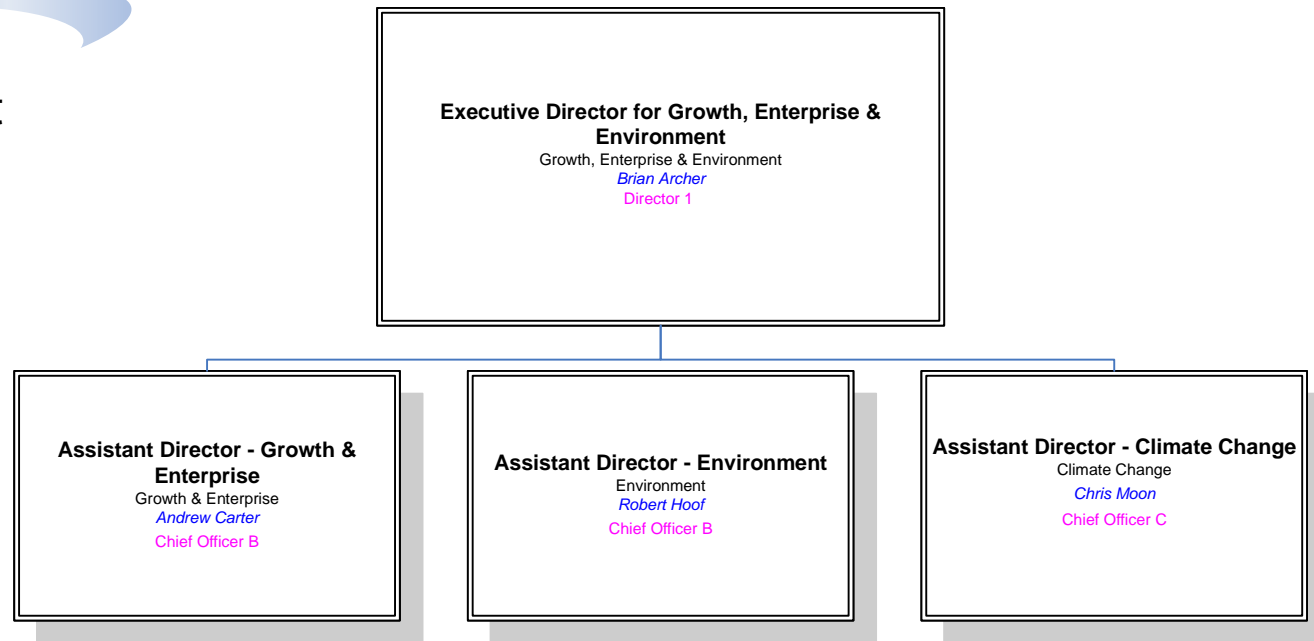 Executive Director for Growth, Enterprise &
Environment
Growth, Enterprise & Environment
Brian Archer
Director 1
Assistant Director - Growth &
Enterprise
Growth & Enterprise
Andrew Carter
Chief Officer B
Assistant Director - Environment
Environment
Robert Hoof
Chief Officer B
Assistant Director - Climate Change
Climate Change
Chris Moon
Chief Officer C